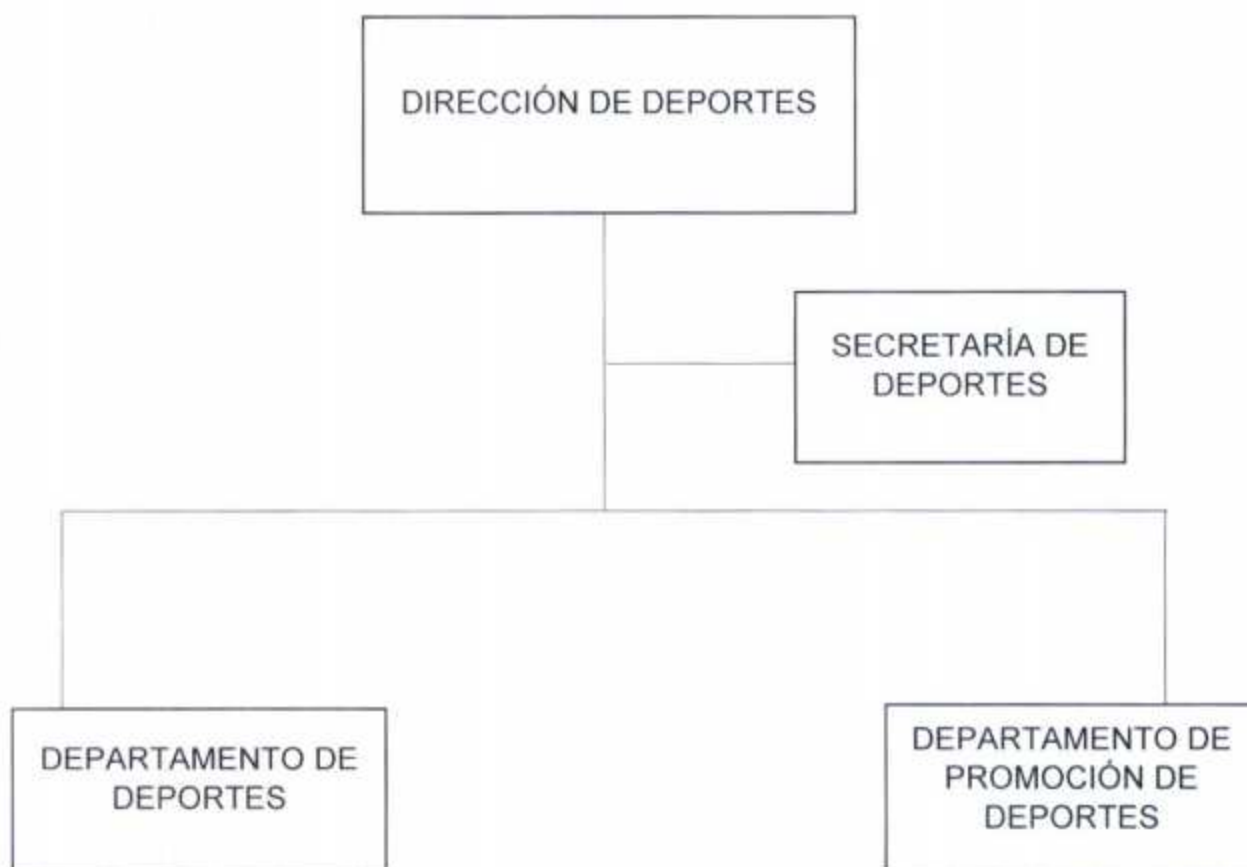 DIRECCIÓN DE DEPORTES
SECRETARÍA DE
DEPORTES
DEPARTAMENTO DE
DEPORTES
DEPARTAMENTO DE
PROMOCIÓN DE
DEPORTES